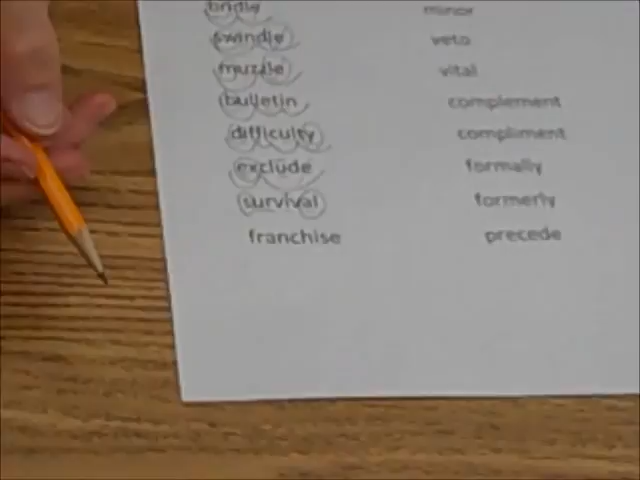 bridle minor
swindle veto
muzzle vital
bulletin complement
difficulty compliment
exclude formally
survival formerly
franchise precede